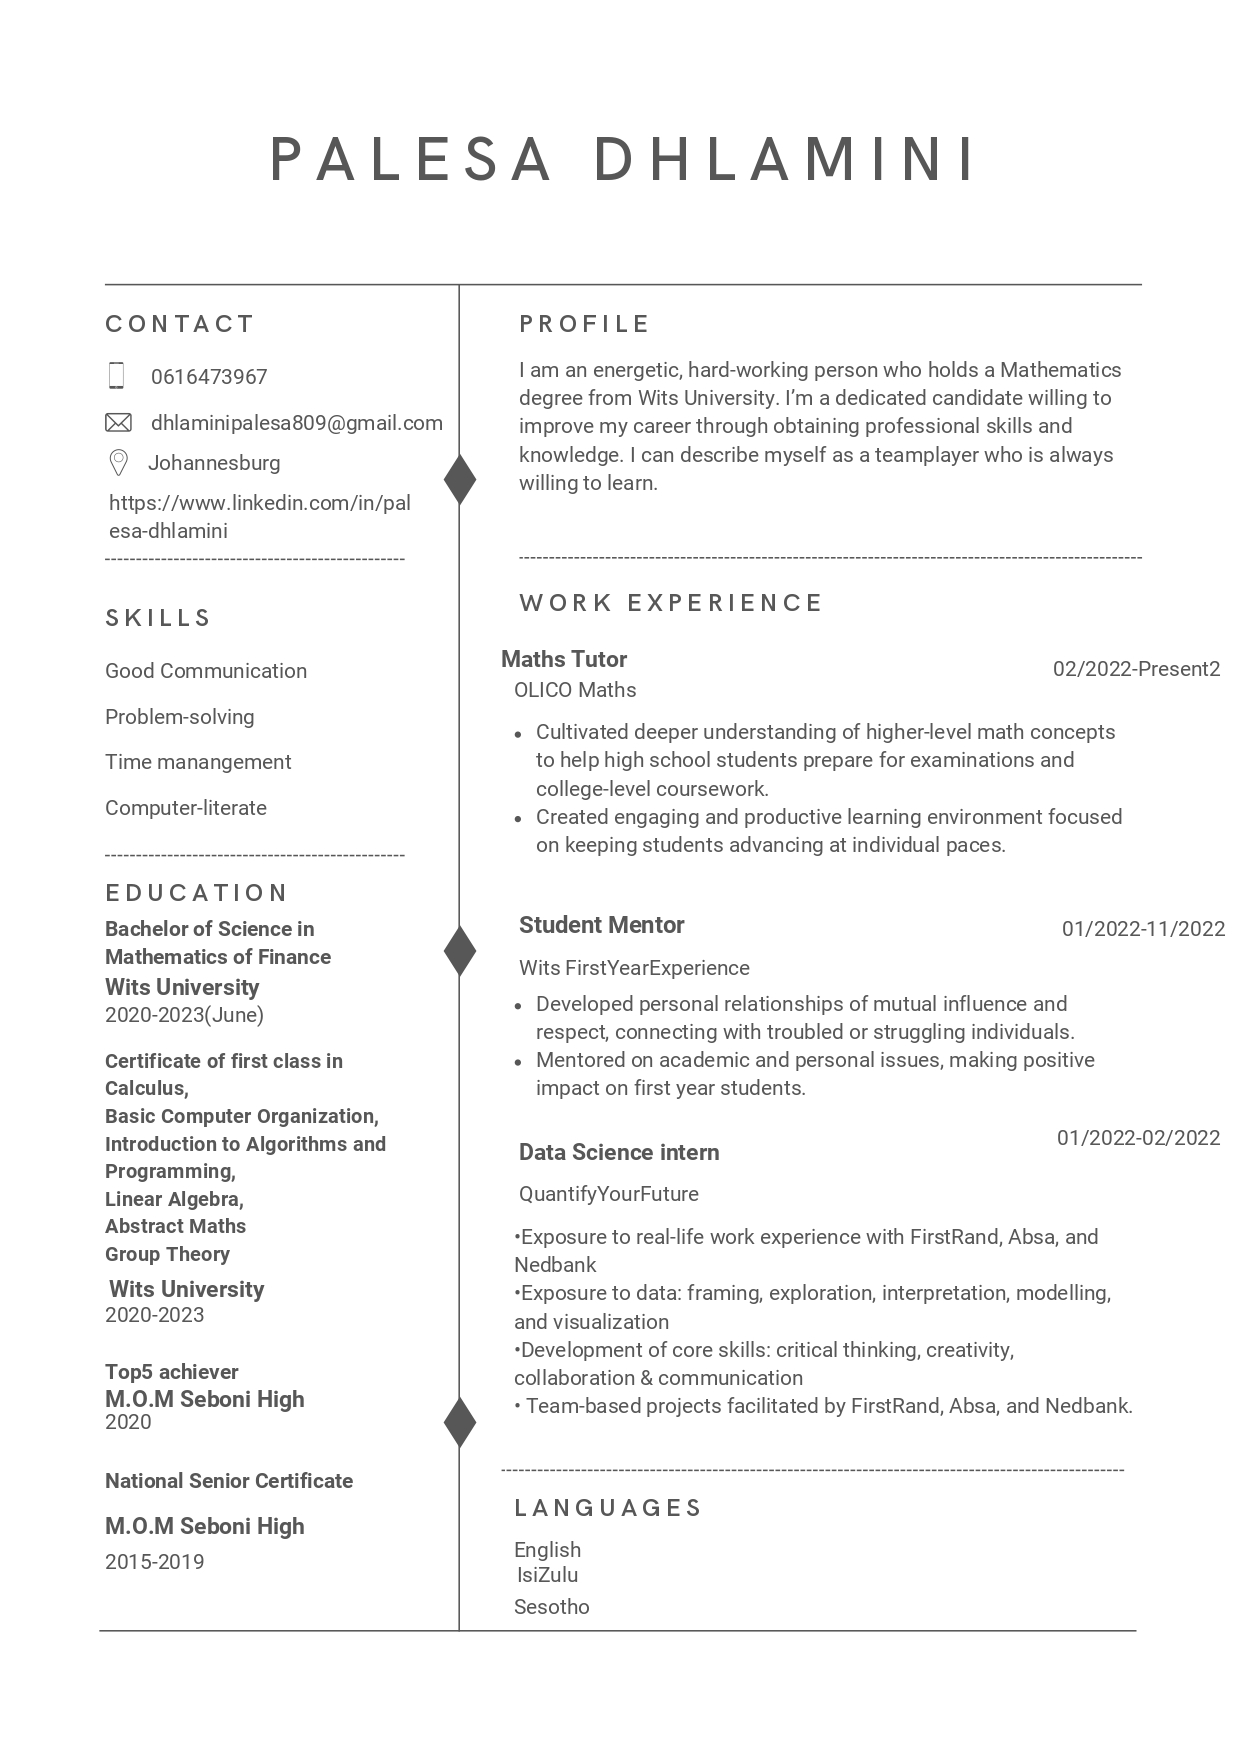 PALESA DHLAMINI
CONTACT
0616473967
dhlaminipalesa809@gmail.com
Johannesburg
https://www.linkedin.com/in/pal
esa-dhlamini
SKILLS
Good Communication
Problem-solving
Time manangement
Computer-literate
EDUCATION
Bachelor of Science in
Mathematics of Finance
Wits University
2020-2023(June)
Certificate of first class in
Calculus,
Basic Computer Organization,
Introduction to Algorithms and
Programming,
Linear Algebra,
Abstract Maths
Group Theory
Wits University
2020-2023
Top5 achiever
M.O.M Seboni High
2020
National Senior Certificate
M.O.M Seboni High
2015-2019
PROFILE
I am an energetic, hard-working person who holds a Mathematics
degree from Wits University. I’m a dedicated candidate willing to
improve my career through obtaining professional skills and
knowledge. I can describe myself as a teamplayer who is always
willing to learn.
WORK EXPERIENCE
Maths Tutor
02/2022-Present2
OLICO Maths
• Cultivated deeper understanding of higher-level math concepts
to help high school students prepare for examinations and
college-level coursework.
• Created engaging and productive learning environment focused
on keeping students advancing at individual paces.
Student Mentor
01/2022-11/2022
Wits FirstYearExperience
• Developed personal relationships of mutual influence and
respect, connecting with troubled or struggling individuals.
• Mentored on academic and personal issues, making positive
impact on first year students.
Data Science intern
01/2022-02/2022
QuantifyYourFuture
•Exposure to real-life work experience with FirstRand, Absa, and
Nedbank
•Exposure to data: framing, exploration, interpretation, modelling,
and visualization
•Development of core skills: critical thinking, creativity,
collaboration & communication
• Team-based projects facilitated by FirstRand, Absa, and Nedbank.
LANGUAGES
English
IsiZulu
Sesotho